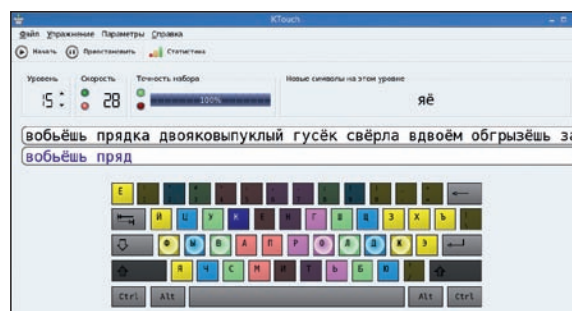 KTouch
Файл Упражнение Параметры Справка
Начать Приостановить Статистика
Уровень Скорость Точность набора Новые символы на этом уровне
15 28 100% яё
вобьёшь прядка двояковыпуклый гусёк свёрла вдвоём обгрызёшь за
вобьёшь пряд
Ё
Й Ц У К Е Н Г Ш Щ З Х Ъ
Ф Ы В А П Р О Л Д Ж Э
Я Ч С М И Т Ь Б Ю
Ctrl Alt Alt Ctrl